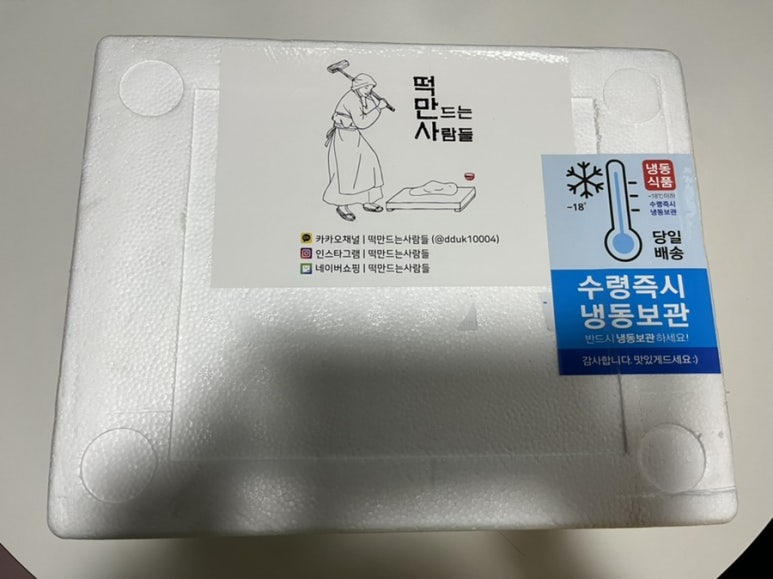 떡
만드는
사람들
카카오채널 | 떡만드는사람들 (@dduk10004)
인스타그램 | 떡만드는사람들
네이버쇼핑 | 떡만드는사람들
-18°
냉동
식품
-18℃이하
수령즉시
냉동보관
당일
배송
수령즉시
냉동보관
반드시 냉동보관 하세요!
감사합니다. 맛있게드세요 :)